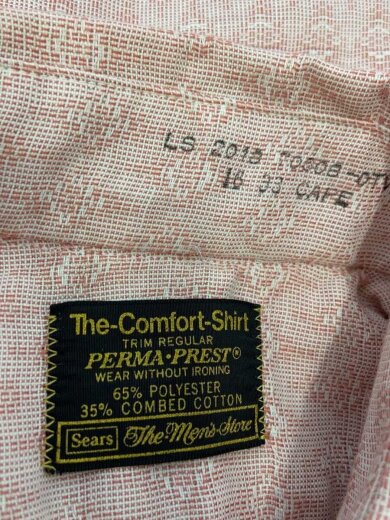 LS 2018
16 33 CAFE
The-Comfort-Shirt
TRIM REGULAR
PERMA·PREST®
WEAR WITHOUT IRONING
65% POLYESTER
35% COMBED COTTON
Sears The Men's Store